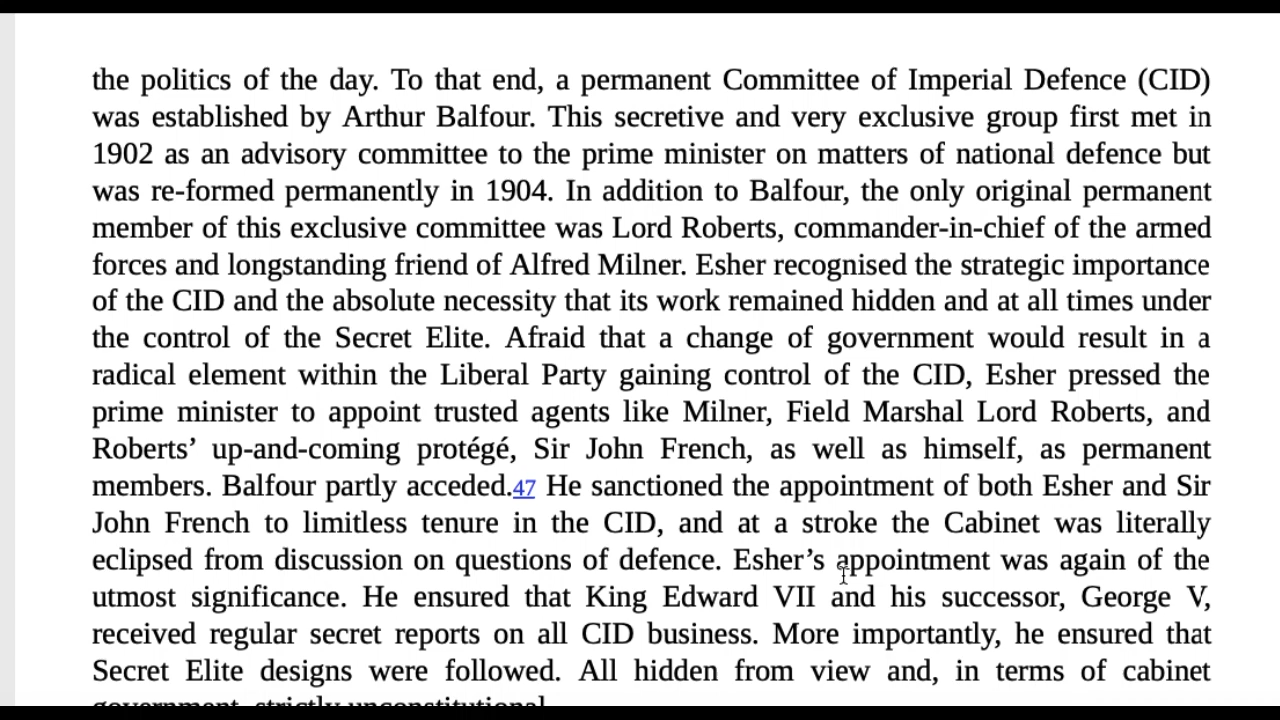 the politics of the day. To that end, a permanent Committee of Imperial Defence (CID)
was established by Arthur Balfour. This secretive and very exclusive group first met in
1902 as an advisory committee to the prime minister on matters of national defence but
was re-formed permanently in 1904. In addition to Balfour, the only original permanent
member of this exclusive committee was Lord Roberts, commander-in-chief of the armed
forces and longstanding friend of Alfred Milner. Esher recognised the strategic importance
of the CID and the absolute necessity that its work remained hidden and at all times under
the control of the Secret Elite. Afraid that a change of government would result in a
radical element within the Liberal Party gaining control of the CID, Esher pressed the
prime minister to appoint trusted agents like Milner, Field Marshal Lord Roberts, and
Roberts’ up-and-coming protégé, Sir John French, as well as himself, as permanent
members. Balfour partly acceded.47 He sanctioned the appointment of both Esher and Sir
John French to limitless tenure in the CID, and at a stroke the Cabinet was literally
eclipsed from discussion on questions of defence. Esher’s appointment was again of the
utmost significance. He ensured that King Edward VII and his successor, George V,
received regular secret reports on all CID business. More importantly, he ensured that
Secret Elite designs were followed. All hidden from view and, in terms of cabinet
government, strictly unconstitutional.